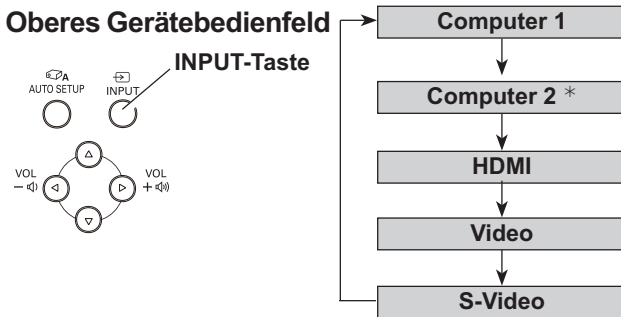 Oberes Gerätebedienfeld
INPUT-Taste
A
AUTO SETUP
INPUT
VOL
–
VOL
+
Computer 1
Computer 2 *
HDMI
Video
S-Video